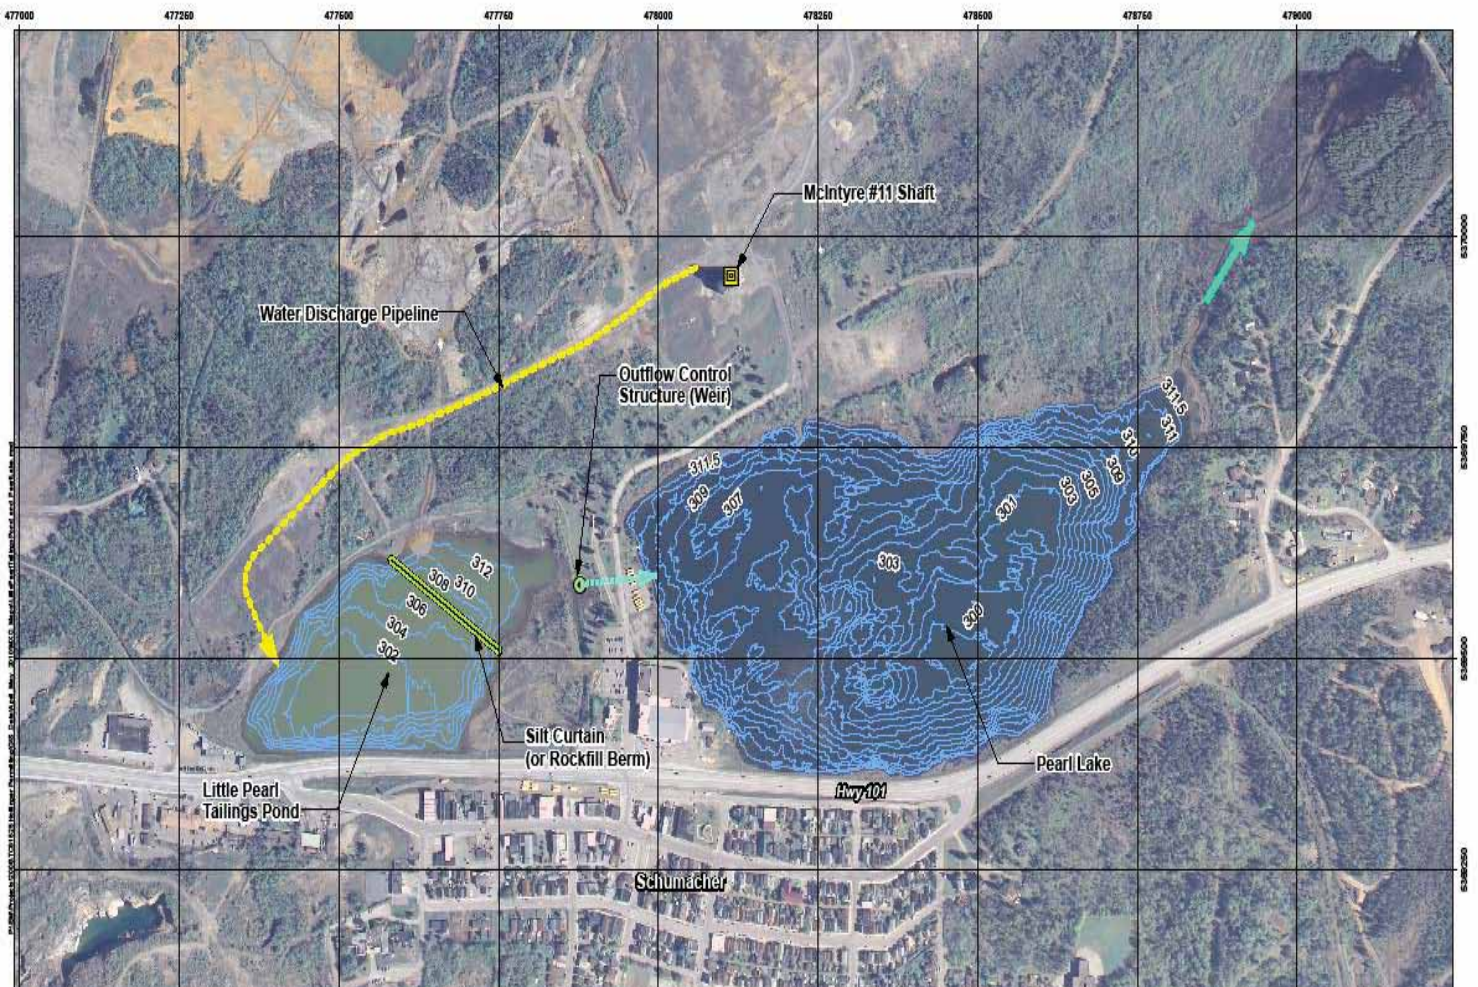 477000
477250
477500
477750
478000
478250
478500
478750
479000
McIntyre #11 Shaft
5370000
Water Discharge Pipeline
Outflow Control
Structure (Weir)
311.5
311
310
309
305
303
301
5369750
311.5
309
307
303
300
312
310
308
306
304
302
5369500
Silt Curtain
(or Rockfill Berm)
Pearl Lake
Little Pearl
Tailings Pond
Hwy 101
Schumacher
5369250